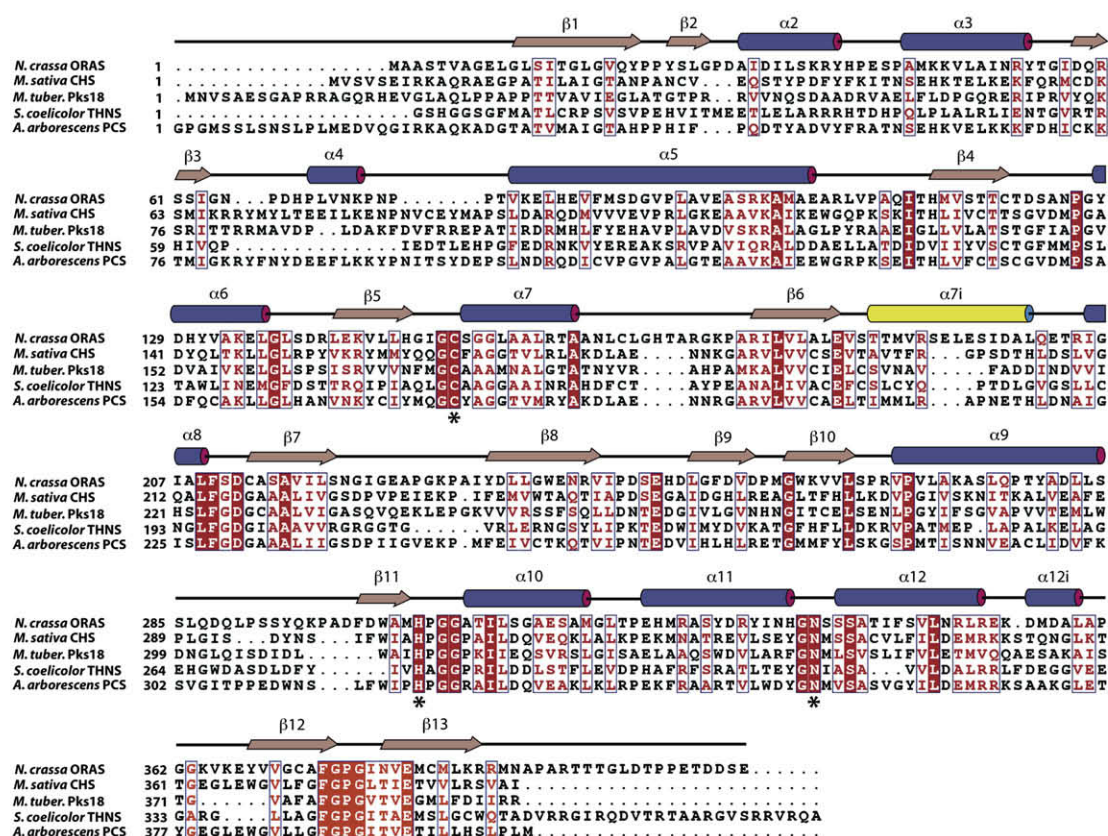 β1 β2 α2 α3
N. crassa ORAS 1 ..................MAASTVAGELGLSITGLGVQYPPYSLGPDAIDILSKRYHPESPAMKKVLAINRYTGIDQR
M. sativa CHS 1 .............MVSVSEIRKAQRAEGPATILAIGTANPANCV...EQSTYPDFYFKITNSEHKTELKEKFQRMCDK
M. tuber. Pks18 1 .MNVSAESGAPRRAGQRHEVGLAQLPPAPPTTVAVIEGLATGTPR...RVVNQSDAADRVAELFLDPGQRERIPRVYQK
S. coelicolor THNS 1 ..................GSHGGGSGFMATLCRPSVSVPEHVITMEETLELARRRHTDHPQLPLALRLIENTGVRTR
A. arborescens PCS 1 GPGMSSLSNSLPLMEDVQGIRKAQKADGTATVMAIGTAHPPHIF...PQDTYADVYFRATNSEHKVELKKKFDHICKK
β3 α4 α5 β4
N. crassa ORAS 61 SSIGN...PDHPLVNKPNP.....PTVKELHEVFMSDGVPLAVEASRKAMAEARLVPAQITHMVSTTCTDSANPGY
M. sativa CHS 63 SMIKRRYMYLTEEILKENPNVCEYMAPSLDARQDMVVVEVPRLGKEAAVKAIKEWGQPKSKITHLIVCTTSGVDMPGA
M. tuber. Pks18 76 SRITTRRMAVDP..LDAKFDVFRREPATIRDRMHLFYEHAVPLAVDVSKRALAGLPYRAAEIGLLVLATSTGFIAPGV
S. coelicolor THNS 59 HIVQP............IEDTLEHPGFEDRNKVYEREAKSRVPAVIQRALDDAELLATDIDVIIYVSCTGFMMPSL
A. arborescens PCS 76 TMIGKRYFNYDEEFLKKYPNITSYDEPSLNDRQDICVPGVPALGTEAAVKAIEEWGRPKSEITHLVFCTSCGVDMPSA
α6 β5 α7 β6 α7i
N. crassa ORAS 129 DHYVAKELGLSDRLEKVLLHGIGCSGGLAALRTAANLCLGHTARGKPARILVLALEVSTTMVRSELESIDALQETRIG
M. sativa CHS 141 DYQLTKLLGLRPYVKRYMMYQQGCFAGGTVLRLAKDLAE....NNKGARVLVVCSEVTAVTFR...GPSDTHLDSLVG
M. tuber. Pks18 152 DVAIVKELGLSPSISRVVVNFMGCAAAMNALGTATNYVR....AHPAMKALVVCIELCSVNAV....FADDINDVVI
S. coelicolor THNS 123 TAWLINEMGFDSTTRQIPIAQLGCAAGGAAINRAHDFCT....AYPEANALIVACEFCSLCYQ....PTDLGVGSLLC
A. arborescens PCS 154 DFQCAKLLGLHANVNKYCIYMQGCYAGGTVMRYAKDLAE....NNRGARVLVVCAELTIMMLR...APNETHLDNAIG
*
α8 β7 β8 β9 β10 α9
N. crassa ORAS 207 IALFSDCASAVILSNGIGEAPGKPAIYDLLGWENRVIPDSEHDLGFDVDPMGWKVVLSPRVPVLAKASLQPTYADLLS
M. sativa CHS 212 QALFGDGAAALIVGSDPVPEIEKP.IFEMVWTAQTIAPDSEGAIDGHLREAGLTFHLLKDVPGIVSKNITKALVEAFE
M. tuber. Pks18 221 HSLFGDGCAALVIGASQVQEKLEPGKVVVRSSFSQLLDNTEDGIVLGVNHNGITCELSENLPGYIFSGVAPVVTEMLW
S. coelicolor THNS 193 NGLFGDGIAAAVVRGRGGTG......VRLERNGSYLIPKTEDWIMYDVKATGFHFLLDKRVPATMEP.LAPALKELAG
A. arborescens PCS 225 ISLFGDGAAALIIGSDPIIGVEKP.MFEIVCTKQTVIPNTEDVIHLHLRETGMMFYLSKGSPMTISNNVEACLIDVFK
β11 α10 α11 α12 α12i
N. crassa ORAS 285 SLQDQLPSSYQKPADFDWAMHPGGATILSGAESAMGLTPEHMRASYDRYINHGNSSSATIFSVLNRLREK.DMDALAP
M. sativa CHS 289 PLGIS..DYNS...IFWIAHPGGPAILDQVEQKLALKPEKMNATREVLSEYGNMSSACVLFILDEMRKKSTQNGLKT
M. tuber. Pks18 299 DNGLQISDIDL......WAIHPGGPKIIEQSVRSLGISAELAAQSWDVLARFGNMLSVSLIFVLETMVQQAESAKAIS
S. coelicolor THNS 264 EHGWDASDLDFY......IVHAGGPRILDDLSTFLEVDPHAFRFSRATLTEYGNIASA...VVLDALRRLFDEGGVEE
A. arborescens PCS 302 SVGITPPEDWNS...LFWIPHPGGRAILDQVEAKLKLRPEKFRAARTVLWDYGNMVSASVGYILDEMRRKSAAKGLET
* *
β12 β13
N. crassa ORAS 362 GGKVKEYVVGCAFGPGINVEMCMLKRRMNAPARTTTGLDTPPETDDSE......
M. sativa CHS 361 TGEGLEWGVLFGFGPGLTIETVVLRSVAI.........................
M. tuber. Pks18 371 TG.....VAFAFGPGVTVEGMLFDIIRR.........................
S. coelicolor THNS 333 GARG...LLAGFGPGITAEMSLGCWQTADVRRGIRQDVTRTAARGVSRRVRQA
A. arborescens PCS 377 YGEGLEWGVLLGFGPGITVETILLHSLPLM........................